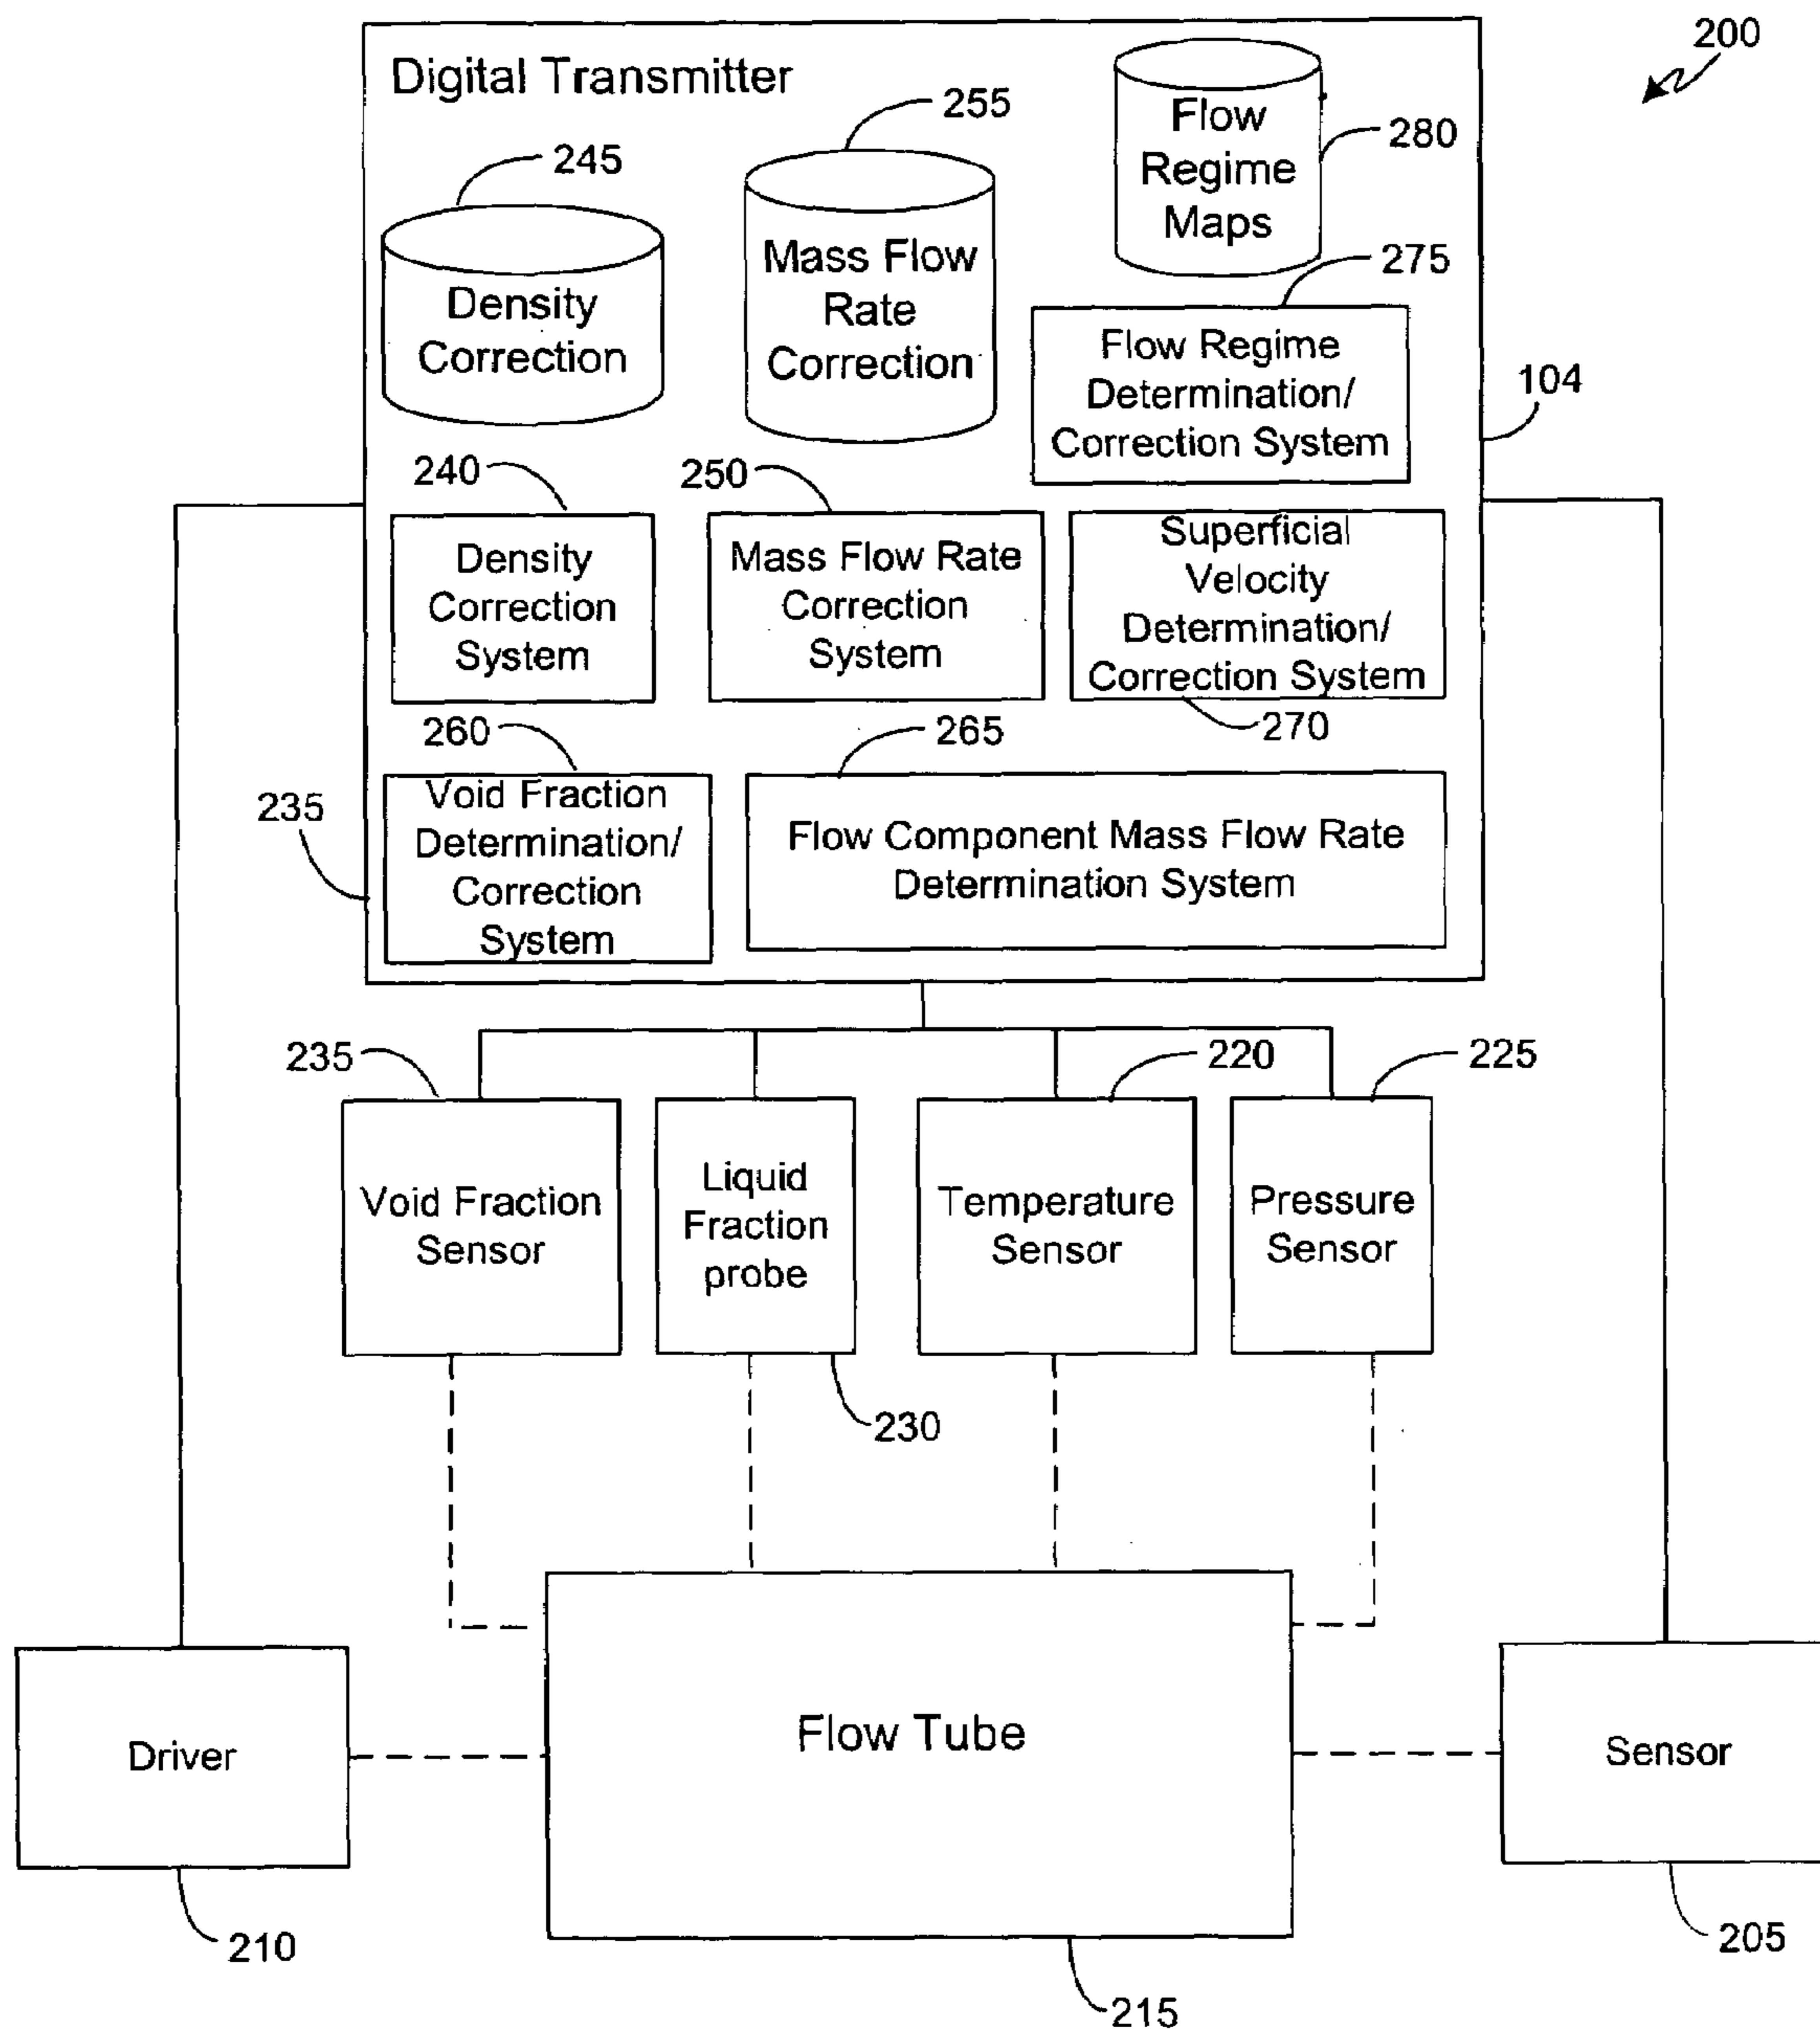 200
Digital Transmitter
245
255
280
Flow
Regime
Maps
Density
Correction
Mass Flow
Rate
Correction
275
Flow Regime
Determination/
Correction System
104
240
250
Density
Correction
System
Mass Flow Rate
Correction
System
Superficial
Velocity
Determination/
Correction System
260
265
270
235
Void Fraction
Determination/
Correction
System
Flow Component Mass Flow Rate
Determination System
235
220
225
Void Fraction
Sensor
Liquid
Fraction
probe
Temperature
Sensor
Pressure
Sensor
230
Driver
Flow Tube
Sensor
210
215
205